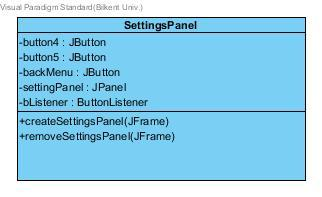 Visual Paradigm Standard(Bilkent Univ.)
SettingsPanel
-button4 : JButton
-button5 : JButton
-backMenu : JButton
-settingPanel : JPanel
-bListener : ButtonListener
+createSettingsPanel(JFrame)
+removeSettingsPanel(JFrame)